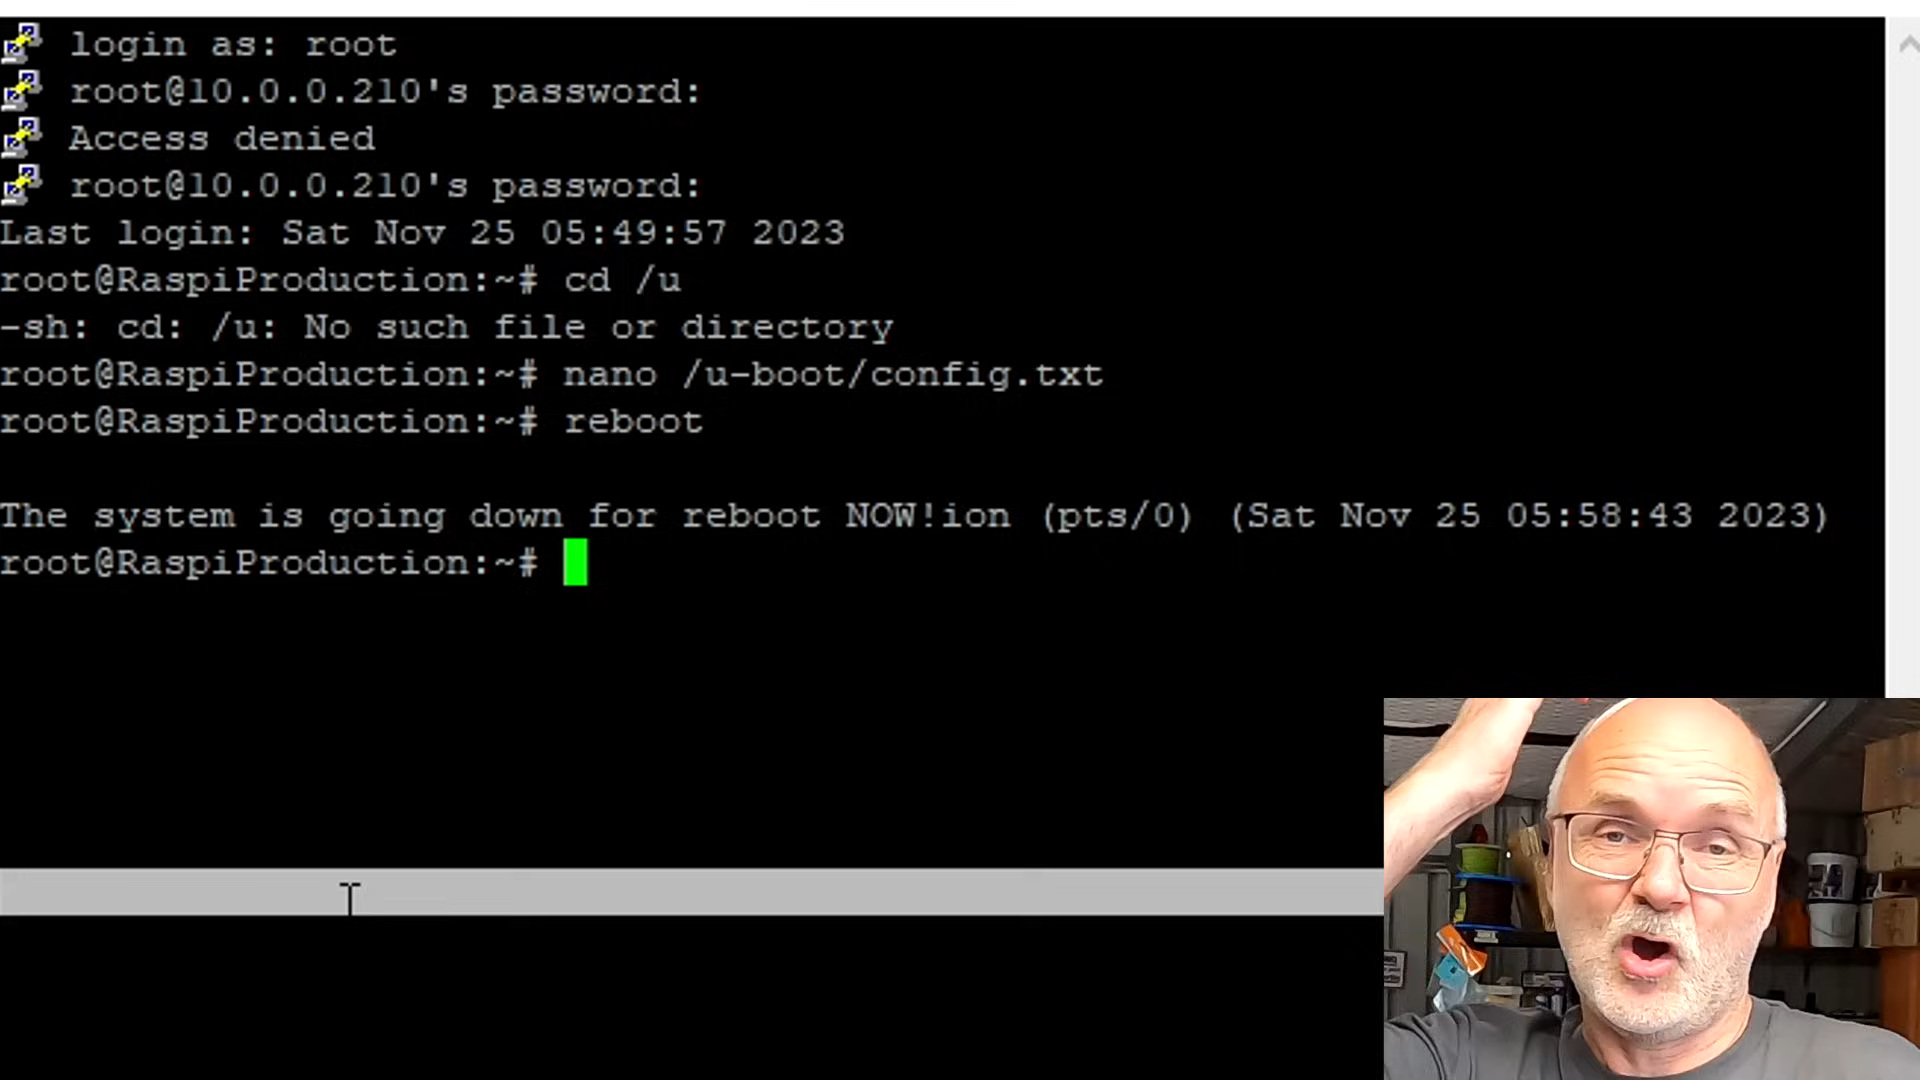 login as: root
root@10.0.0.210's password:
Access denied
root@10.0.0.210's password:
Last login: Sat Nov 25 05:49:57 2023
root@RaspiProduction:~# cd /u
-sh: cd: /u: No such file or directory
root@RaspiProduction:~# nano /u-boot/config.txt
root@RaspiProduction:~# reboot
The system is going down for reboot NOW!ion (pts/0) (Sat Nov 25 05:58:43 2023)
root@RaspiProduction:~#